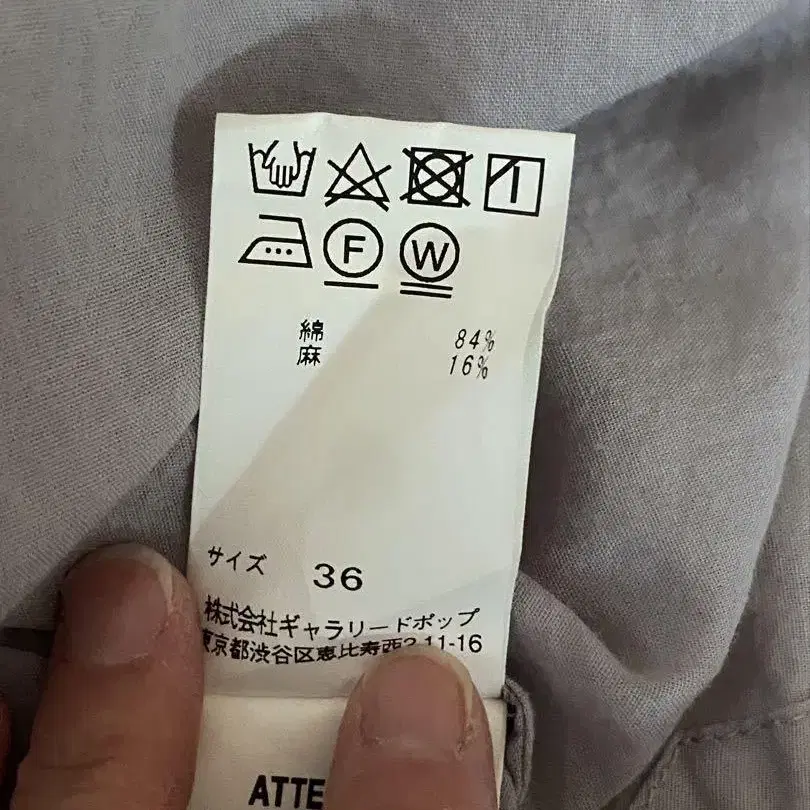 F W
綿 84%
麻 16%
サイズ 36
株式会社ギャラリードポップ
東京都渋谷区恵比寿西2-11-16
ATTE